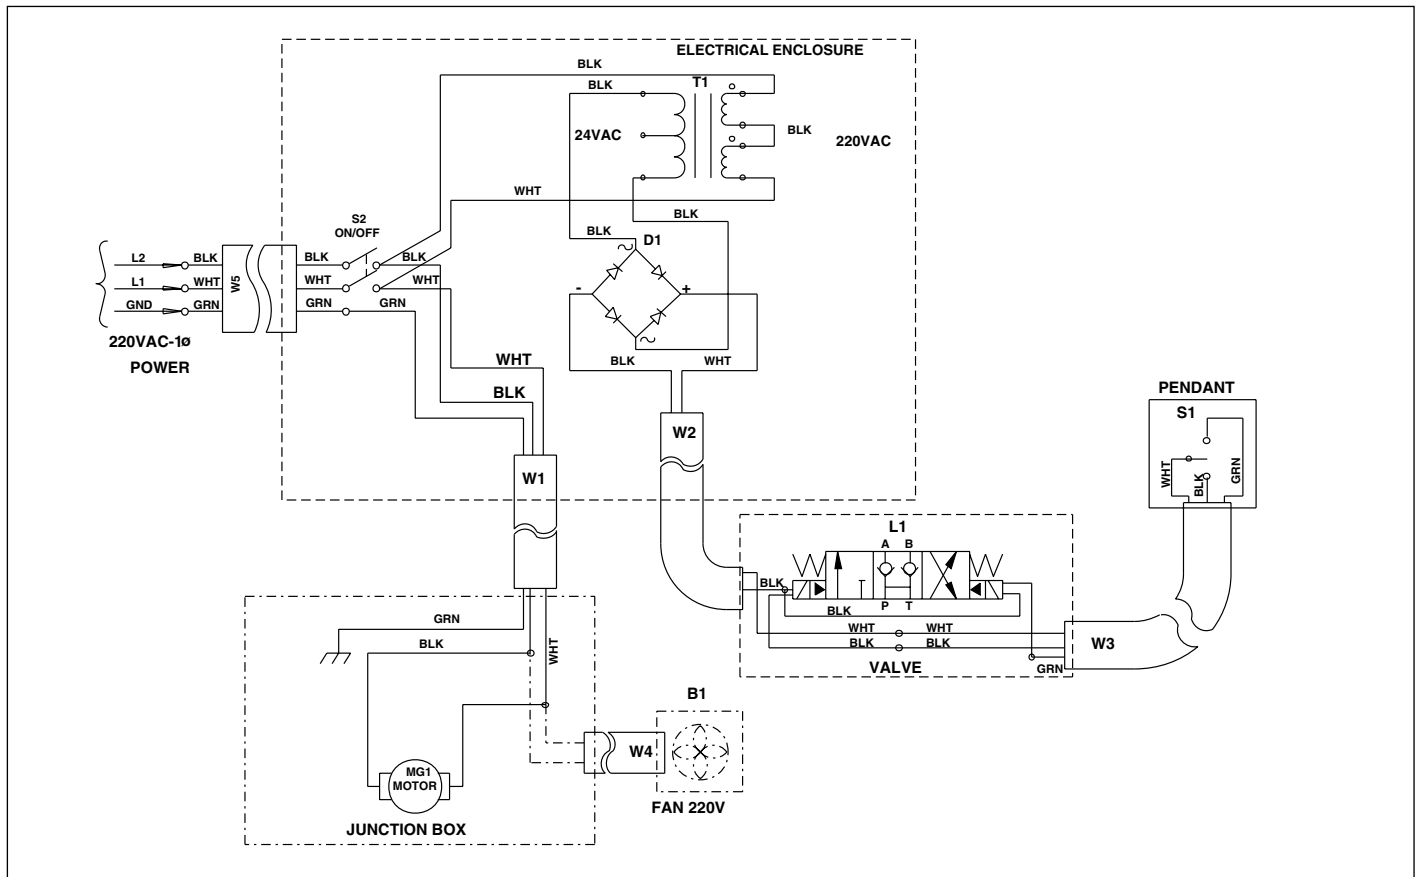 ELECTRICAL ENCLOSURE
BLK
BLK
T1
24VAC
BLK
220VAC
WHT
BLK
S2
ON/OFF
BLK
D1
L2
BLK
BLK
BLK
L1
WHT
W5
WHT
WHT
GND
GRN
GRN
GRN
-
+
220VAC-1ø
POWER
WHT
BLK
WHT
BLK
PENDANT
S1
WHT
BLK
GRN
W2
W1
L1
A B
BLK
P T
BLK
WHT
WHT
BLK
BLK
VALVE
GRN
W3
GRN
BLK
WHT
B1
W4
MG1
MOTOR
FAN 220V
JUNCTION BOX